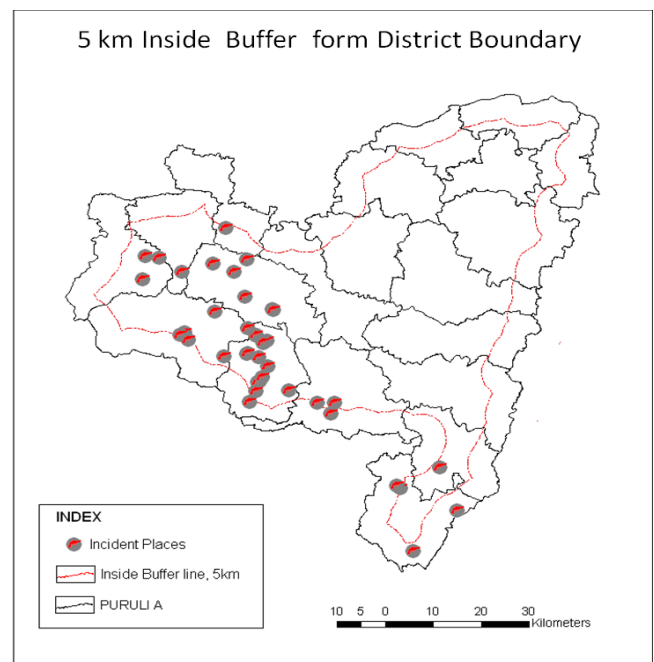 5 km Inside Buffer form District Boundary
INDEX
Incident Places
Inside Buffer line, 5km
PURULI A
10 5 0 10 20 30
Kilometers